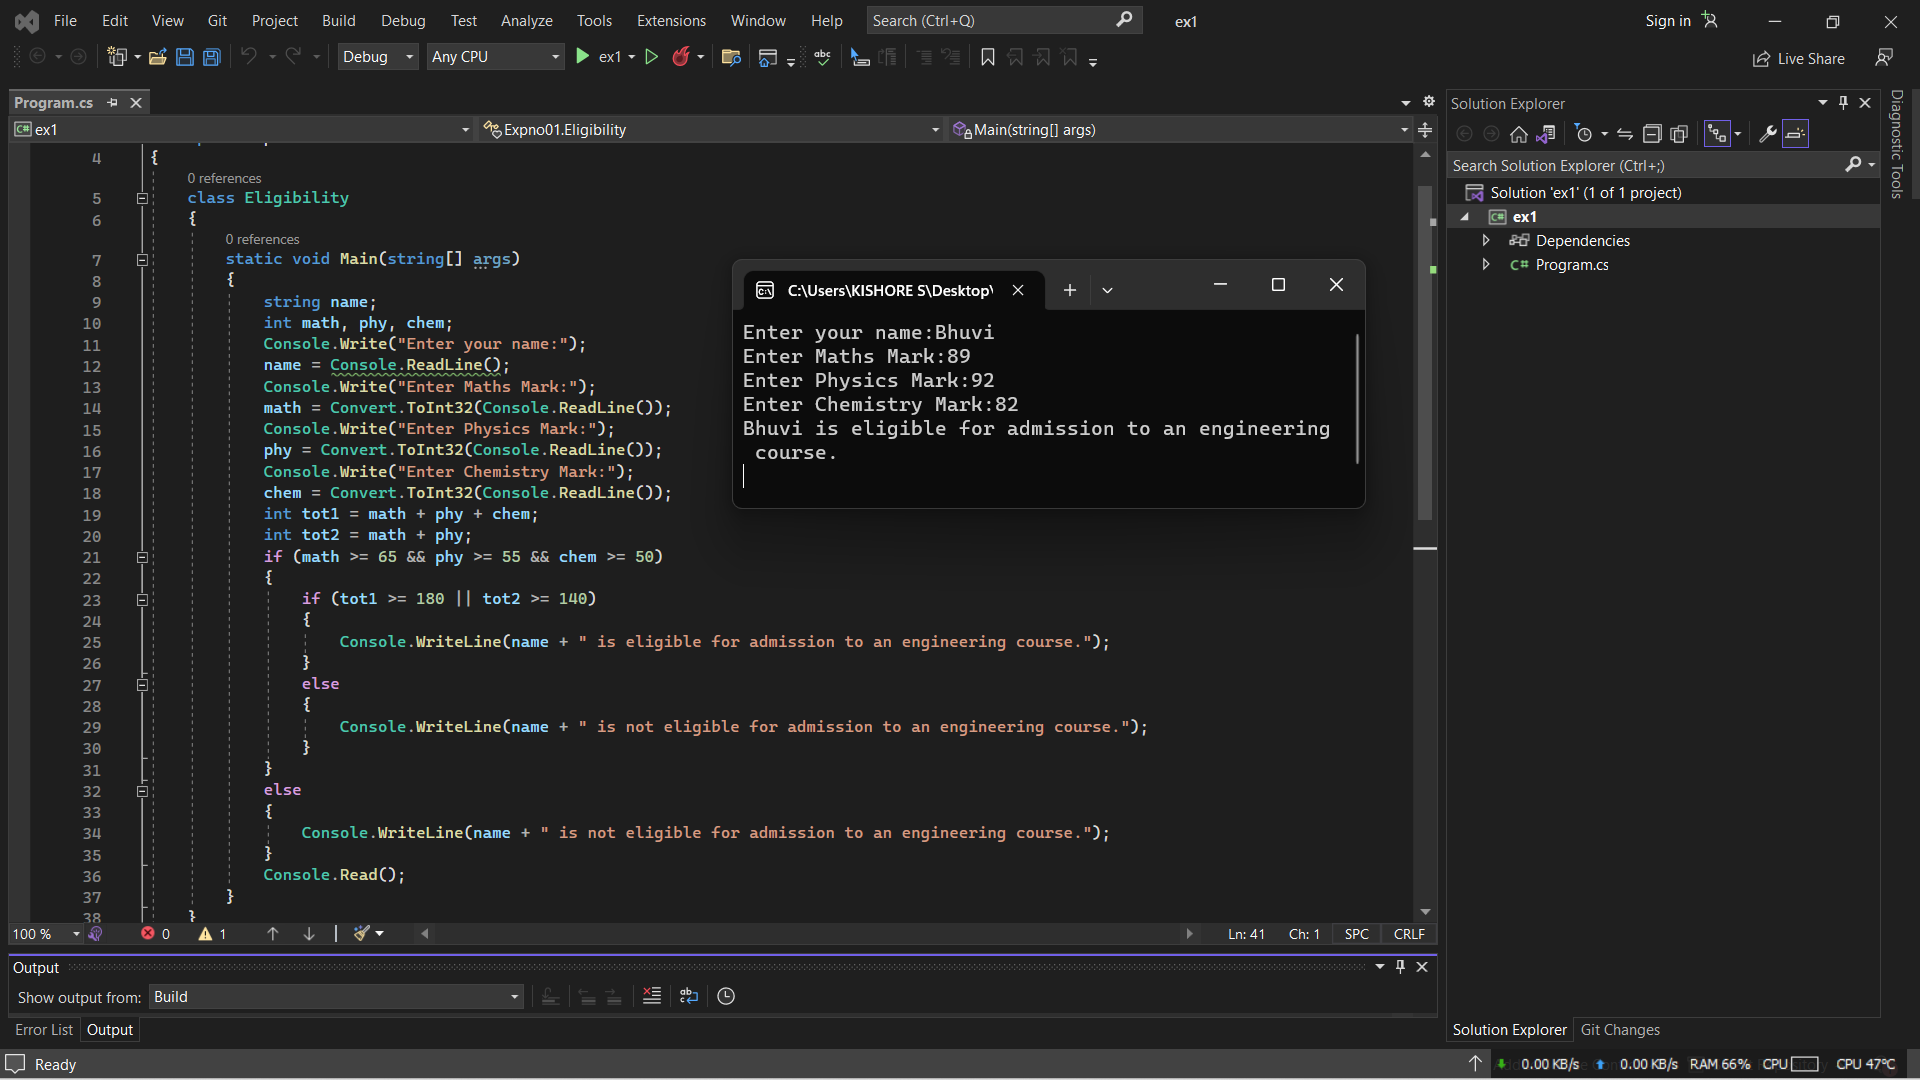 File Edit View Git Project Build Debug Test Analyze Tools Extensions Window Help Search (Ctrl+Q) ex1 Sign in
Debug Any CPU ex1 Live Share
Program.cs
ex1 Expno01.Eligibility Main(string[] args)
4 {
0 references
5 class Eligibility
6 {
0 references
7 static void Main(string[] args)
8 {
9 string name;
10 int math, phy, chem;
11 Console.Write("Enter your name:");
12 name = Console.ReadLine();
13 Console.Write("Enter Maths Mark:");
14 math = Convert.ToInt32(Console.ReadLine());
15 Console.Write("Enter Physics Mark:");
16 phy = Convert.ToInt32(Console.ReadLine());
17 Console.Write("Enter Chemistry Mark:");
18 chem = Convert.ToInt32(Console.ReadLine());
19 int tot1 = math + phy + chem;
20 int tot2 = math + phy;
21 if (math >= 65 && phy >= 55 && chem >= 50)
22 {
23 if (tot1 >= 180 || tot2 >= 140)
24 {
25 Console.WriteLine(name + " is eligible for admission to an engineering course.");
26 }
27 else
28 {
29 Console.WriteLine(name + " is not eligible for admission to an engineering course.");
30 }
31 }
32 else
33 {
34 Console.WriteLine(name + " is not eligible for admission to an engineering course.");
35 }
36 Console.Read();
37 }
38 }
C:\Users\KISHORE S\Desktop\
Enter your name:Bhuvi
Enter Maths Mark:89
Enter Physics Mark:92
Enter Chemistry Mark:82
Bhuvi is eligible for admission to an engineering
course.
100 % 0 1 Ln: 41 Ch: 1 SPC CRLF
Output
Show output from: Build
Error List Output
Solution Explorer
Search Solution Explorer (Ctrl+;)
Solution 'ex1' (1 of 1 project)
C# ex1
Dependencies
C# Program.cs
Solution Explorer Git Changes
Diagnostic Tools
Ready
0.00 KB/s 0.00 KB/s RAM 66% CPU CPU 47°C